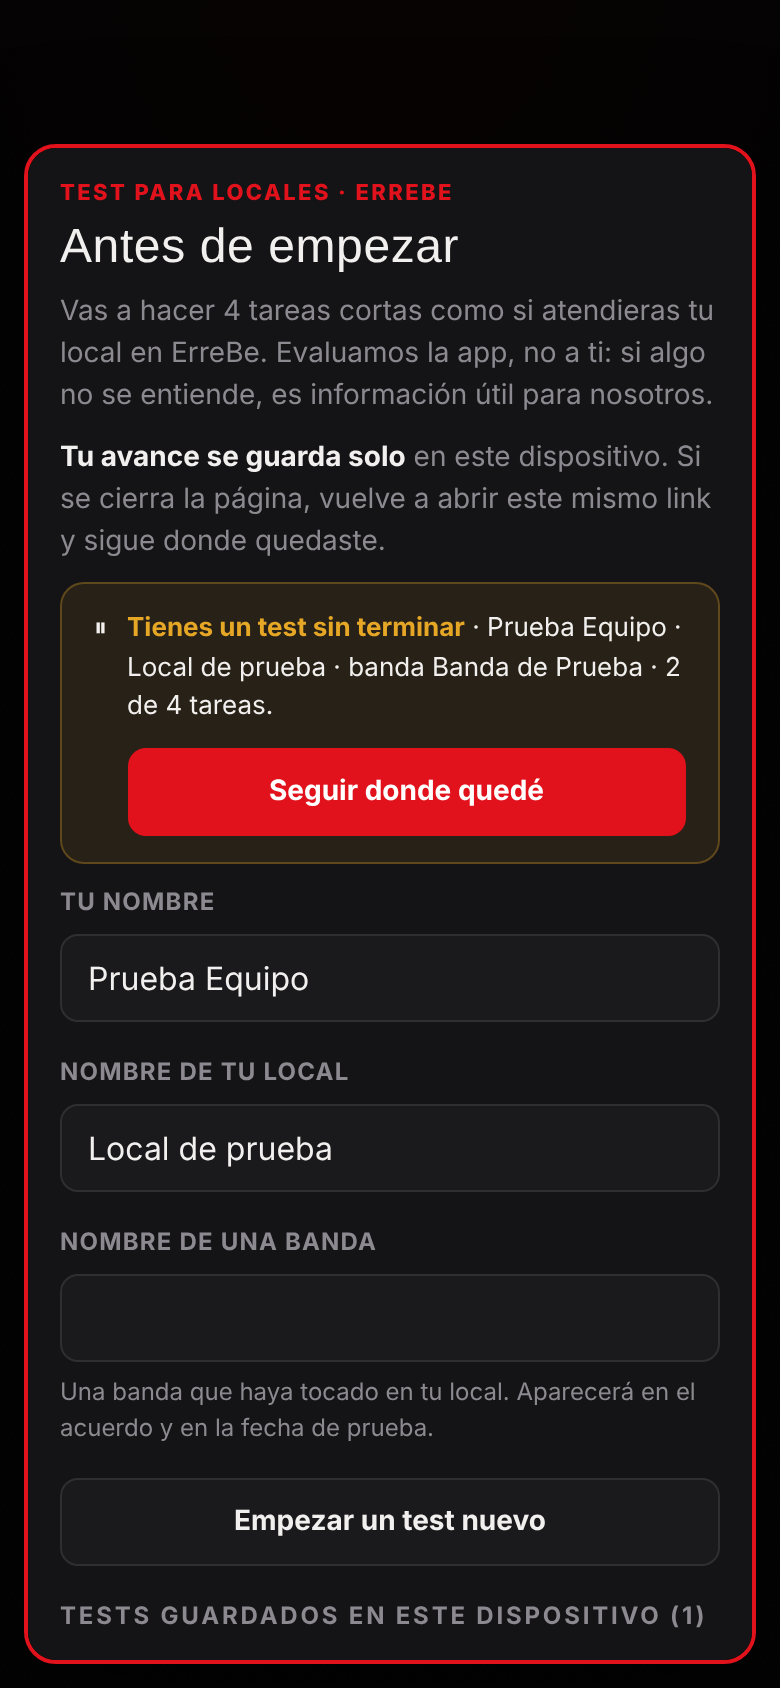 TEST PARA LOCALES · ERREBE
Antes de empezar
Vas a hacer 4 tareas cortas como si atendieras tu
local en ErreBe. Evaluamos la app, no a ti: si algo
no se entiende, es información útil para nosotros.
Tu avance se guarda solo en este dispositivo. Si
se cierra la página, vuelve a abrir este mismo link
y sigue donde quedaste.
Tienes un test sin terminar · Prueba Equipo ·
Local de prueba · banda Banda de Prueba · 2
de 4 tareas.
Seguir donde quedé
TU NOMBRE
Prueba Equipo
NOMBRE DE TU LOCAL
Local de prueba
NOMBRE DE UNA BANDA
Una banda que haya tocado en tu local. Aparecerá en el
acuerdo y en la fecha de prueba.
Empezar un test nuevo
TESTS GUARDADOS EN ESTE DISPOSITIVO (1)